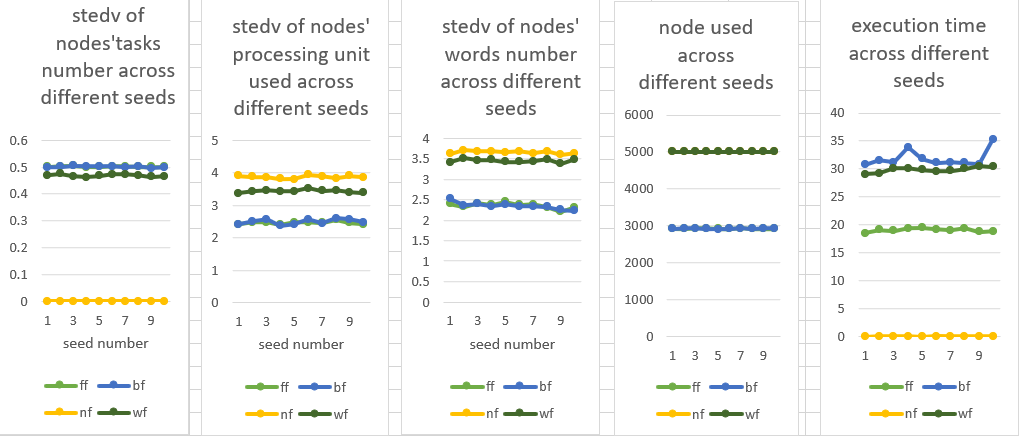 stedv of
nodes'tasks
number across
different seeds
0.6
0.5
0.4
0.3
0.2
0.1
0
1 3 5 7 9
seed number
ff bf
nf wf
stedv of nodes'
processing unit
used across
different seeds
5
4
3
2
1
0
1 3 5 7 9
seed number
ff bf
nf wf
stedv of nodes'
words number
across different
seeds
4
3.5
3
2.5
2
1.5
1
0.5
0
1 3 5 7 9
seed number
ff bf
nf wf
node used
across
different seeds
6000
5000
4000
3000
2000
1000
0
1 3 5 7 9
ff bf
nf wf
execution time
across different
seeds
40
35
30
25
20
15
10
5
0
1 3 5 7 9
ff bf
nf wf